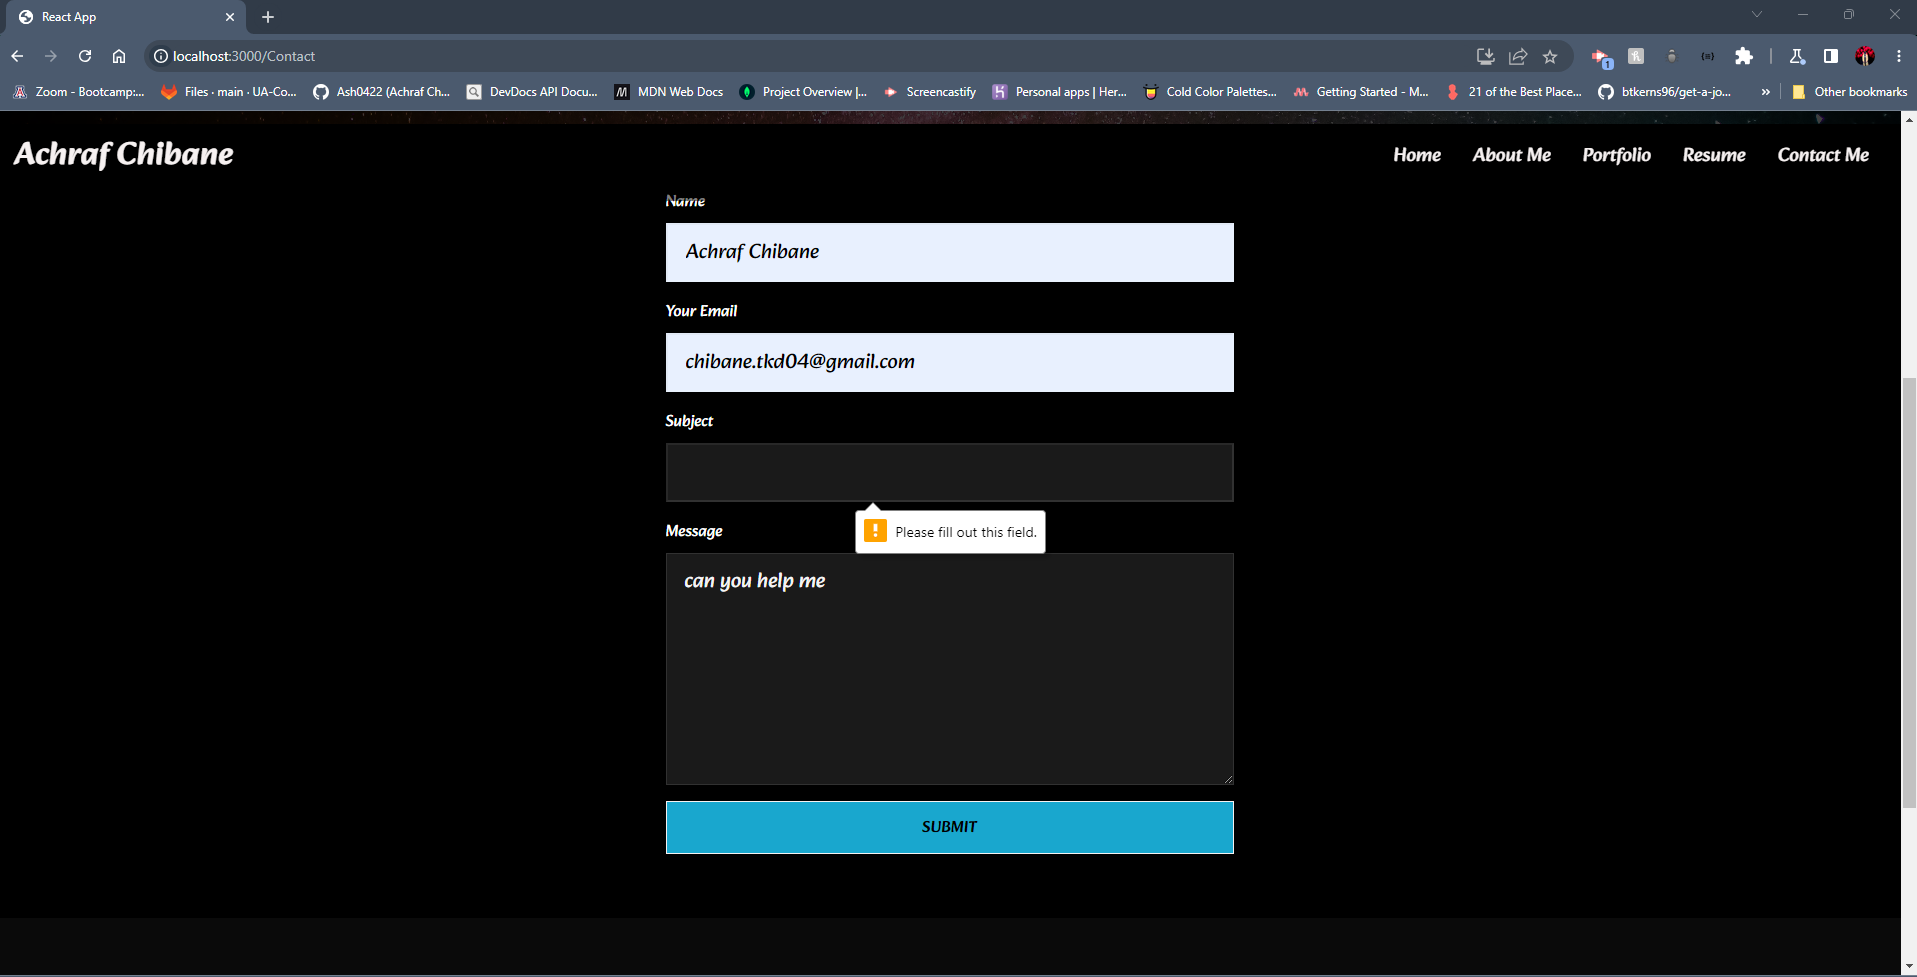 React App
localhost:3000/Contact
1
Zoom - Bootcamp:...
Files · main · UA-Co...
Ash0422 (Achraf Ch...
DevDocs API Docu...
MDN Web Docs
Project Overview |...
Screencastify
Personal apps | Her...
Cold Color Palettes...
Getting Started - M...
21 of the Best Place...
btkerns96/get-a-jo...
»
Other bookmarks
Achraf Chibane
Home
About Me
Portfolio
Resume
Contact Me
Name
Achraf Chibane
Your Email
chibane.tkd04@gmail.com
Subject
Please fill out this field.
Message
can you help me
SUBMIT